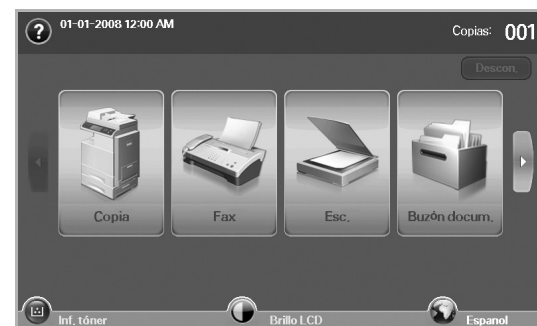 ?
01-01-2008 12:00 AM
Copias: 001
Descon.
Copia
Fax
Esc.
Buzón docum.
Inf. tóner
Brillo LCD
Espanol